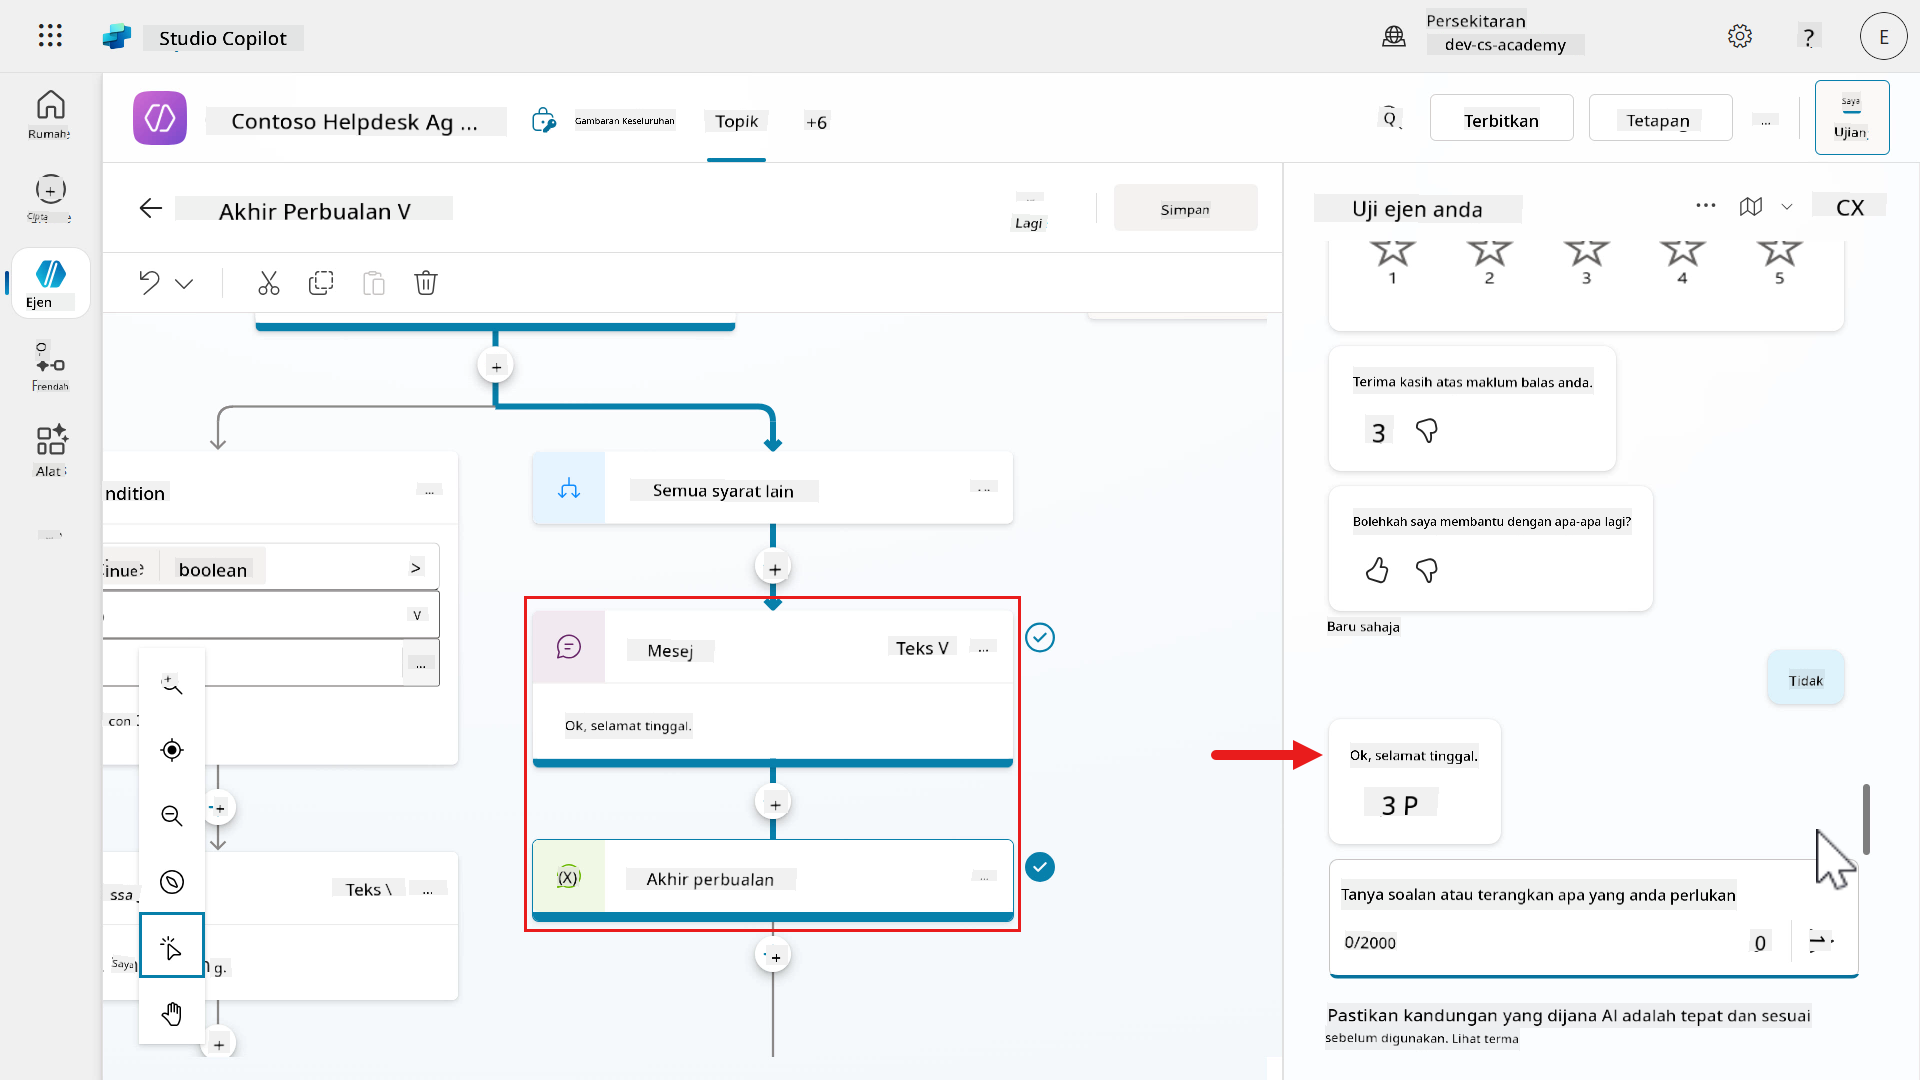 Studio Copilot
Persekitaran
dev-cs-academy
?
E
Rumah
Cipta
Ejen
Frendah
Alat
Contoso Helpdesk Ag ...
Gambaran Keseluruhan
Topik
+6
Terbitkan
Tetapan
...
Saya
Ujian
Akhir Perbualan V
Lagi
Simpan
ndition
...
inue
boolean
>
V
...
con
Teks \
...
ssa
Saya
g.
Semua syarat lain
Mesej
Teks V
...
Ok, selamat tinggal.
(X)
Akhir perbualan
...
Uji ejen anda
...
CX
1
2
3
4
5
Terima kasih atas maklum balas anda.
3
Bolehkah saya membantu dengan apa-apa lagi?
Baru sahaja
Tidak
Ok, selamat tinggal.
3 P
Tanya soalan atau terangkan apa yang anda perlukan
0/2000
0
Pastikan kandungan yang dijana AI adalah tepat dan sesuai
sebelum digunakan. Lihat terma